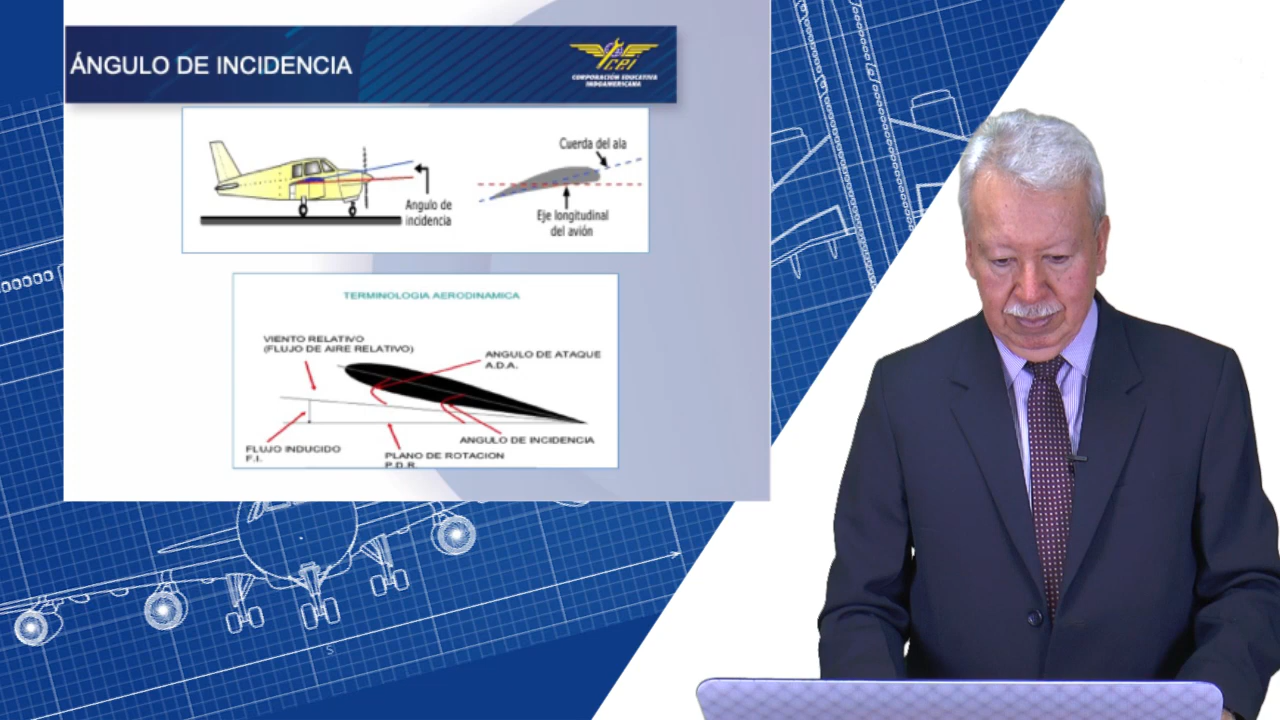 ÁNGULO DE INCIDENCIA
CEI
CORPORACIÓN EDUCATIVA
INDOAMERICANA
Cuerda del ala
Angulo de
incidencia
Eje longitudinal
del avión
TERMINOLOGIA AERODINAMICA
VIENTO RELATIVO
(FLUJO DE AIRE RELATIVO)
ANGULO DE ATAQUE
A.D.A.
ANGULO DE INCIDENCIA
FLUJO INDUCIDO
F.I.
PLANO DE ROTACION
P.D.R.
S